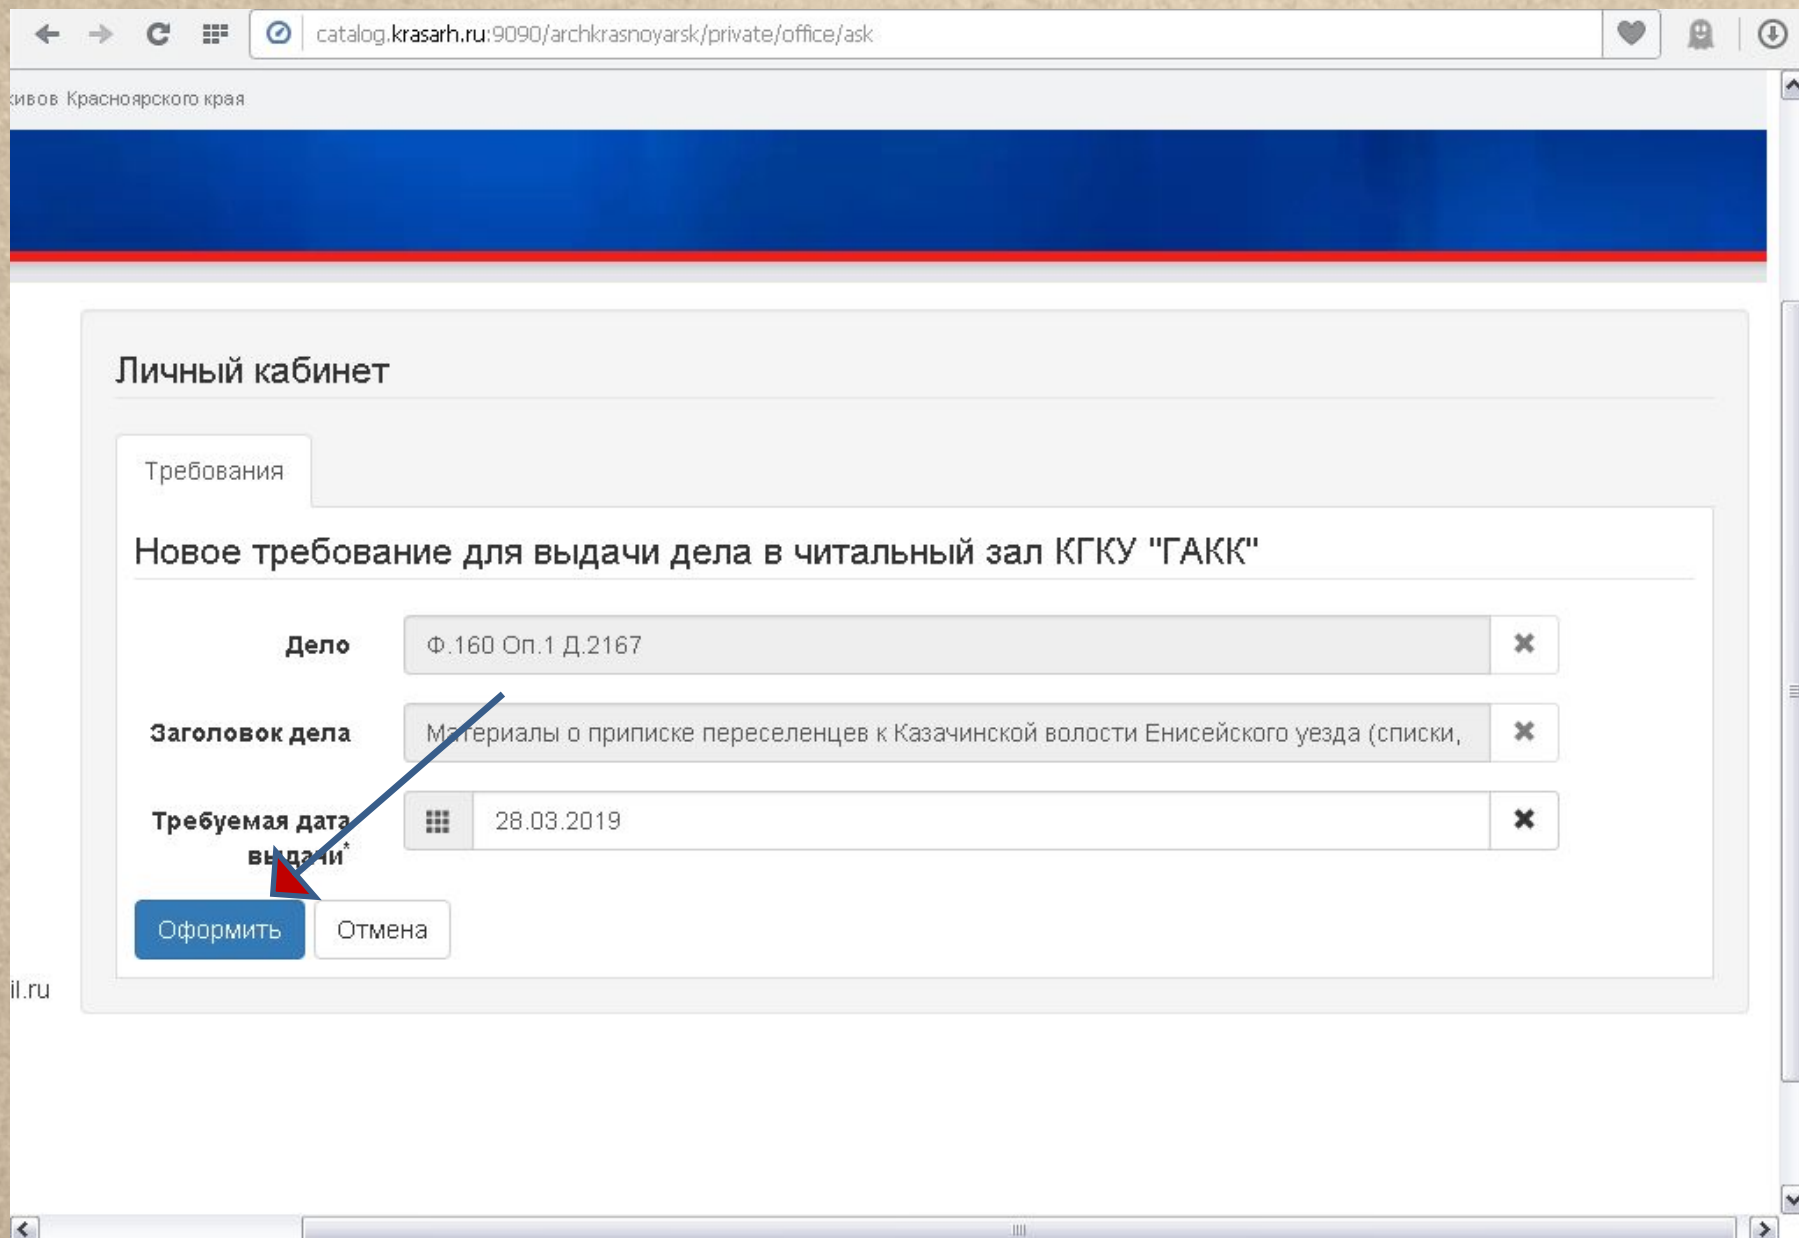 catalog.krasarh.ru:9090/archkrasnoyarsk/private/office/ask
Красноярского края
Личный кабинет
Требования
Новое требование для выдачи дела в читальный зал КГКУ "ГАКК"
Дело
Ф.160 Оп.1 Д.2167
Заголовок дела
Материалы о приписке переселенцев к Казачинской волости Енисейского уезда (списки,
Требуемая дата
выдачи*
28.03.2019
Оформить
Отмена
il.ru